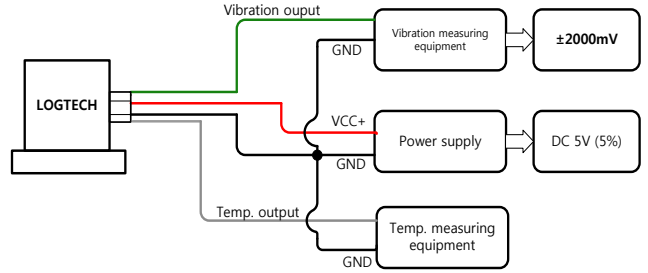 Vibration ouput
Vibration measuring
equipment
±2000mV
GND
LOGTECH
VCC+
Power supply
DC 5V (5%)
GND
Temp. output
Temp. measuring
equipment
GND